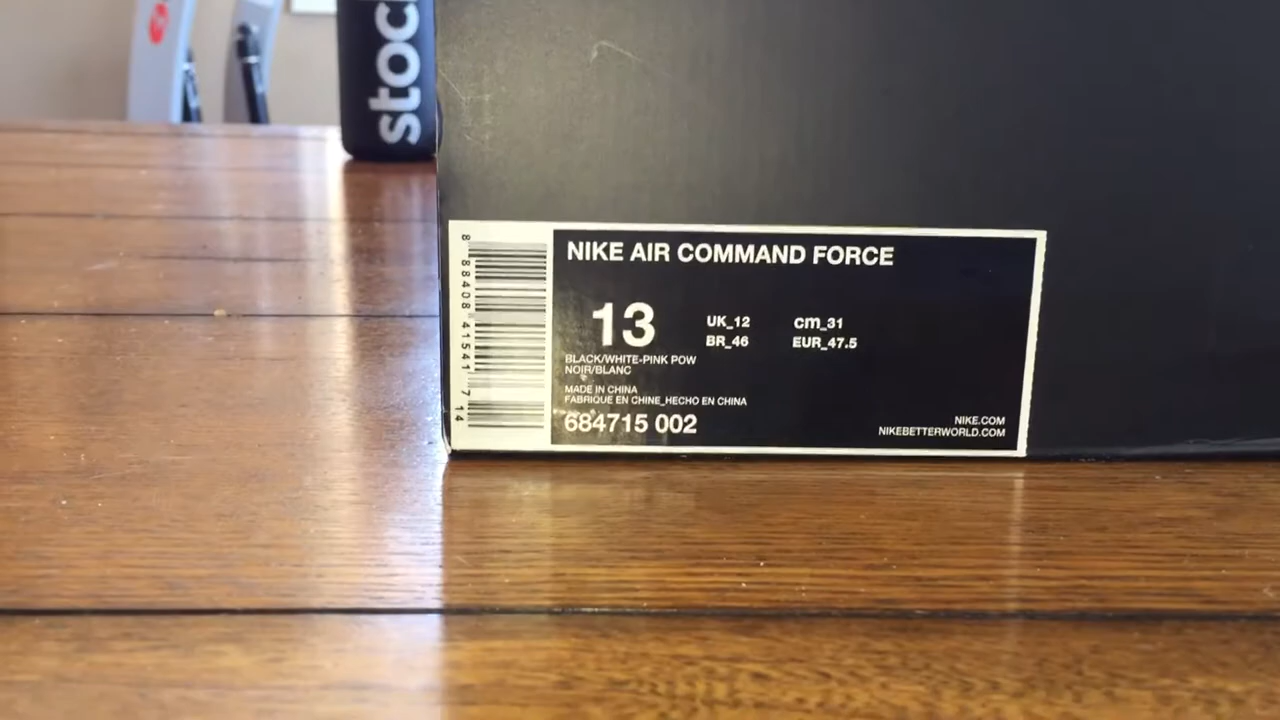 stoc
NIKE AIR COMMAND FORCE
13
UK_12 cm_31
BR_46 EUR_47.5
BLACK/WHITE-PINK POW
NOIR/BLANC
MADE IN CHINA
FABRIQUE EN CHINE_HECHO EN CHINA
684715 002
NIKE.COM
NIKEBETTERWORLD.COM
8 88408 41541 7 14